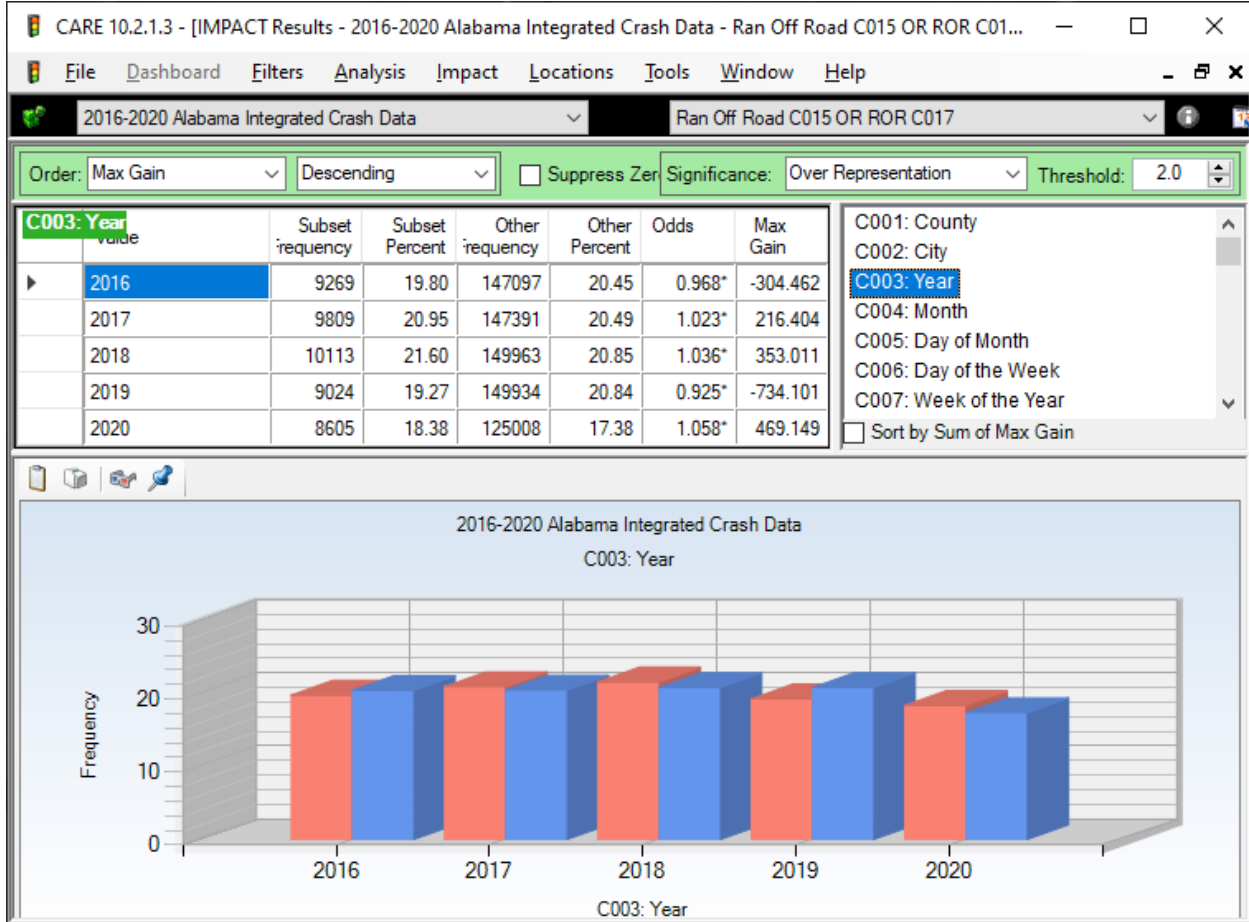 CARE 10.2.1.3 - [IMPACT Results - 2016-2020 Alabama Integrated Crash Data - Ran Off Road C015 OR ROR C01...
File Dashboard Filters Analysis Impact Locations Tools Window Help
2016-2020 Alabama Integrated Crash Data Ran Off Road C015 OR ROR C017
Order: Max Gain Descending Suppress Zer Significance: Over Representation Threshold: 2.0
C003: Year Subset Subset Other Other Odds Max
Value requency Percent requency Percent Gain
2016 9269 19.80 147097 20.45 0.968* -304.462
2017 9809 20.95 147391 20.49 1.023* 216.404
2018 10113 21.60 149963 20.85 1.036* 353.011
2019 9024 19.27 149934 20.84 0.925* -734.101
2020 8605 18.38 125008 17.38 1.058* 469.149
C001: County
C002: City
C003: Year
C004: Month
C005: Day of Month
C006: Day of the Week
C007: Week of the Year
Sort by Sum of Max Gain
2016-2020 Alabama Integrated Crash Data
C003: Year
Frequency
30
20
10
0
2016 2017 2018 2019 2020
C003: Year